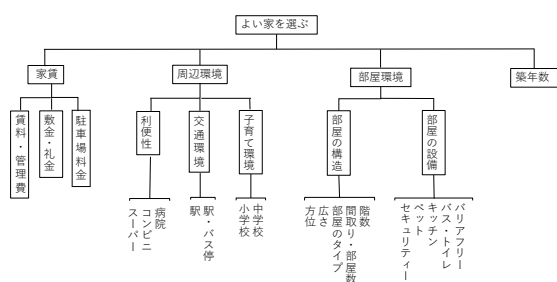 よい家を選ぶ
家賃
周辺環境
部屋環境
築年数
賃料・管理費
敷金・礼金
駐車場料金
利便性
交通環境
子育て環境
部屋の構造
部屋の設備
病院
コンビニ
スーパー
駅・バス停
駅
中学校
小学校
階数
間取り・部屋数
部屋のタイプ
広さ
方位
バリアフリー
バス・トイレ
キッチン
ペット
セキュリティー